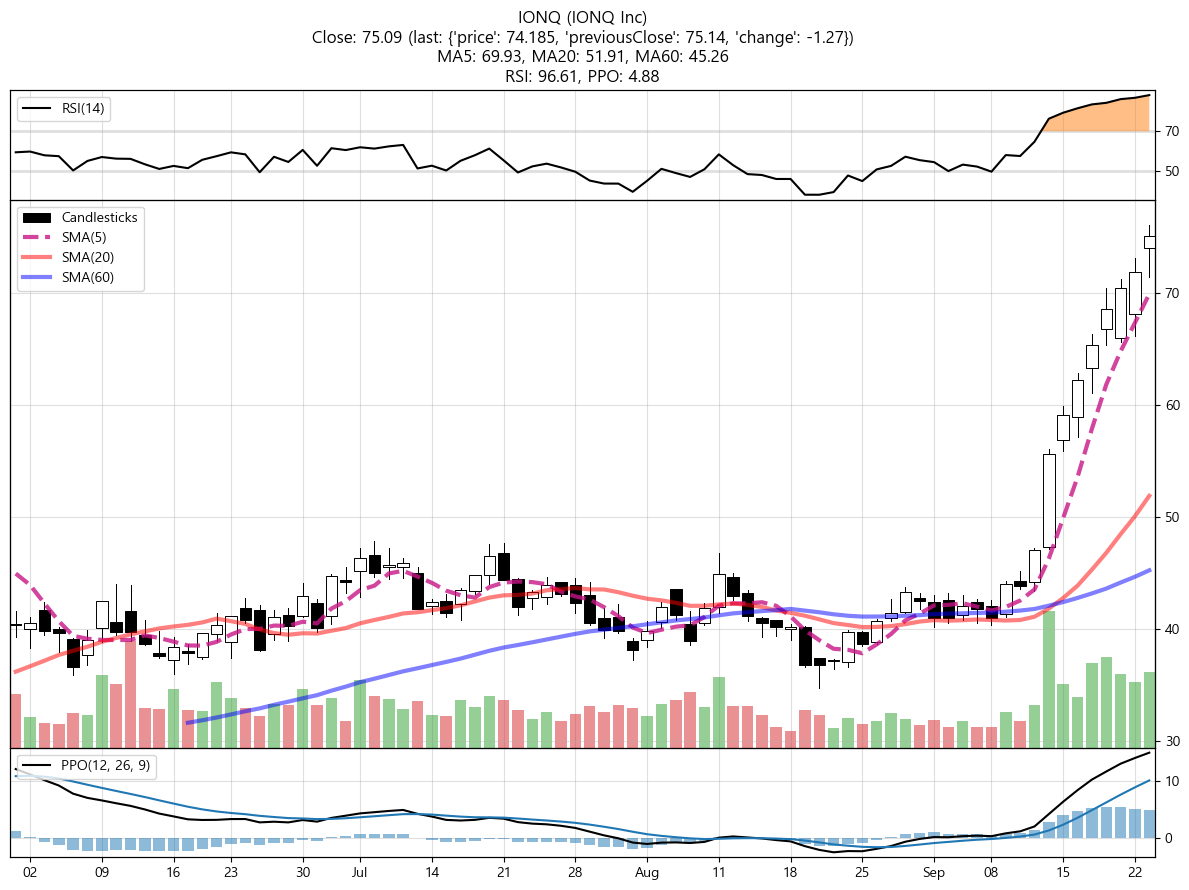 IONQ (IONQ Inc)
Close: 75.09 (last: {'price': 74.185, 'previousClose': 75.14, 'change': -1.27})
MA5: 69.93, MA20: 51.91, MA60: 45.26
RSI: 96.61, PPO: 4.88
RSI(14)
70
50
Candlesticks
SMA(5)
SMA(20)
SMA(60)
70
60
50
40
30
PPO(12, 26, 9)
10
0
02 09 16 23 30 Jul 14 21 28 Aug 11 18 25 Sep 08 15 22